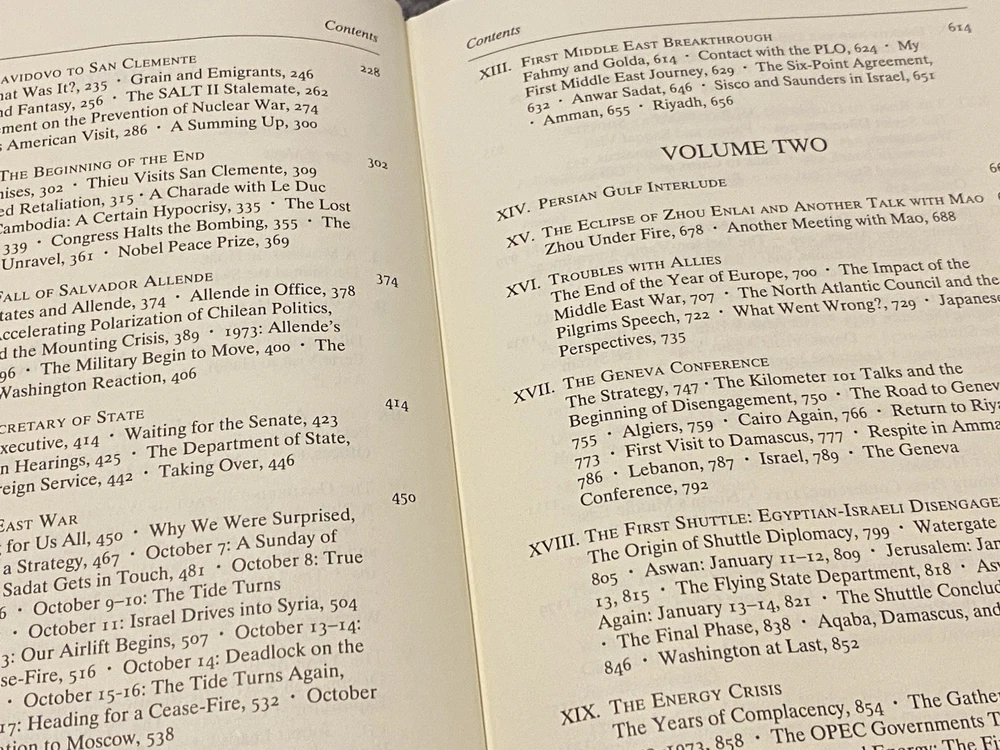 Contents
AVIDOVO TO SAN CLEMENTE 228
hat Was It?, 235 · Grain and Emigrants, 246
nd Fantasy, 256 · The SALT II Stalemate, 262
ement on the Prevention of Nuclear War, 274
s American Visit, 286 · A Summing Up, 300
THE BEGINNING OF THE END 302
mises, 302 · Thieu Visits San Clemente, 309
ed Retaliation, 315 · A Charade with Le Duc
Cambodia: A Certain Hypocrisy, 335 · The Lost
339 · Congress Halts the Bombing, 355 · The
Unravel, 361 · Nobel Peace Prize, 369
FALL OF SALVADOR ALLENDE 374
tates and Allende, 374 · Allende in Office, 378
Accelerating Polarization of Chilean Politics,
d the Mounting Crisis, 389 · 1973: Allende's
96 · The Military Begin to Move, 400 · The
Washington Reaction, 406
CRETARY OF STATE 414
xecutive, 414 · Waiting for the Senate, 423
n Hearings, 425 · The Department of State,
reign Service, 442 · Taking Over, 446
EAST WAR 450
for Us All, 450 · Why We Were Surprised,
a Strategy, 467 · October 7: A Sunday of
Sadat Gets in Touch, 481 · October 8: True
6 · October 9–10: The Tide Turns
· October 11: Israel Drives into Syria, 504
3: Our Airlift Begins, 507 · October 13–14:
se-Fire, 516 · October 14: Deadlock on the
· October 15-16: The Tide Turns Again,
17: Heading for a Cease-Fire, 532 · October
tion to Moscow, 538
Contents
XIII. FIRST MIDDLE EAST BREAKTHROUGH 614
Fahmy and Golda, 614 · Contact with the PLO, 624 · My
First Middle East Journey, 629 · The Six-Point Agreement,
632 · Anwar Sadat, 646 · Sisco and Saunders in Israel, 651
· Amman, 655 · Riyadh, 656
VOLUME TWO
XIV. PERSIAN GULF INTERLUDE
XV. THE ECLIPSE OF ZHOU ENLAI AND ANOTHER TALK WITH MAO
Zhou Under Fire, 678 · Another Meeting with Mao, 688
XVI. TROUBLES WITH ALLIES
The End of the Year of Europe, 700 · The Impact of the
Middle East War, 707 · The North Atlantic Council and the
Pilgrims Speech, 722 · What Went Wrong?, 729 · Japanese
Perspectives, 735
XVII. THE GENEVA CONFERENCE
The Strategy, 747 · The Kilometer 101 Talks and the
Beginning of Disengagement, 750 · The Road to Genev
755 · Algiers, 759 · Cairo Again, 766 · Return to Riya
773 · First Visit to Damascus, 777 · Respite in Amma
786 · Lebanon, 787 · Israel, 789 · The Geneva
Conference, 792
XVIII. THE FIRST SHUTTLE: EGYPTIAN-ISRAELI DISENGAGE
The Origin of Shuttle Diplomacy, 799 · Watergate
805 · Aswan: January 11–12, 809 · Jerusalem: Jan
13, 815 · The Flying State Department, 818 · As
Again: January 13–14, 821 · The Shuttle Conclud
· The Final Phase, 838 · Aqaba, Damascus, and
846 · Washington at Last, 852
XIX. THE ENERGY CRISIS
The Years of Complacency, 854 · The Gathe
1973, 858 · The OPEC Governments T
Energy: The Fi